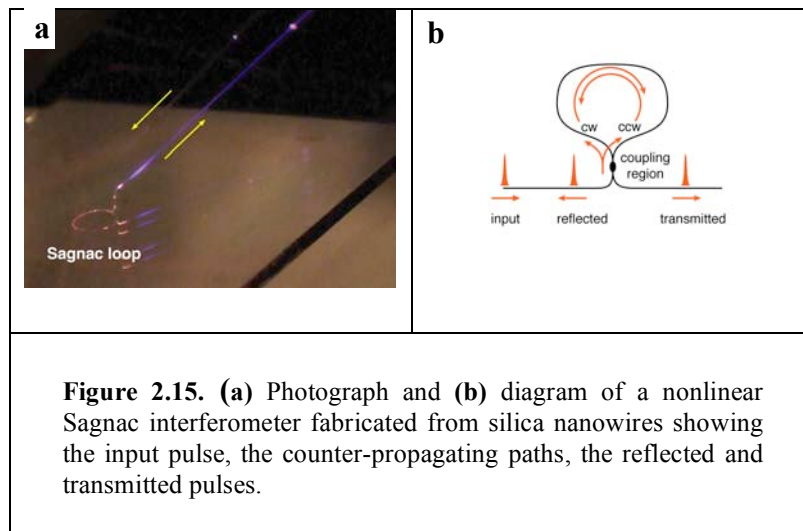 a
b
Sagnac loop
cw ccw
coupling
region
input reflected transmitted
Figure 2.15. (a) Photograph and (b) diagram of a nonlinear
Sagnac interferometer fabricated from silica nanowires showing
the input pulse, the counter-propagating paths, the reflected and
transmitted pulses.